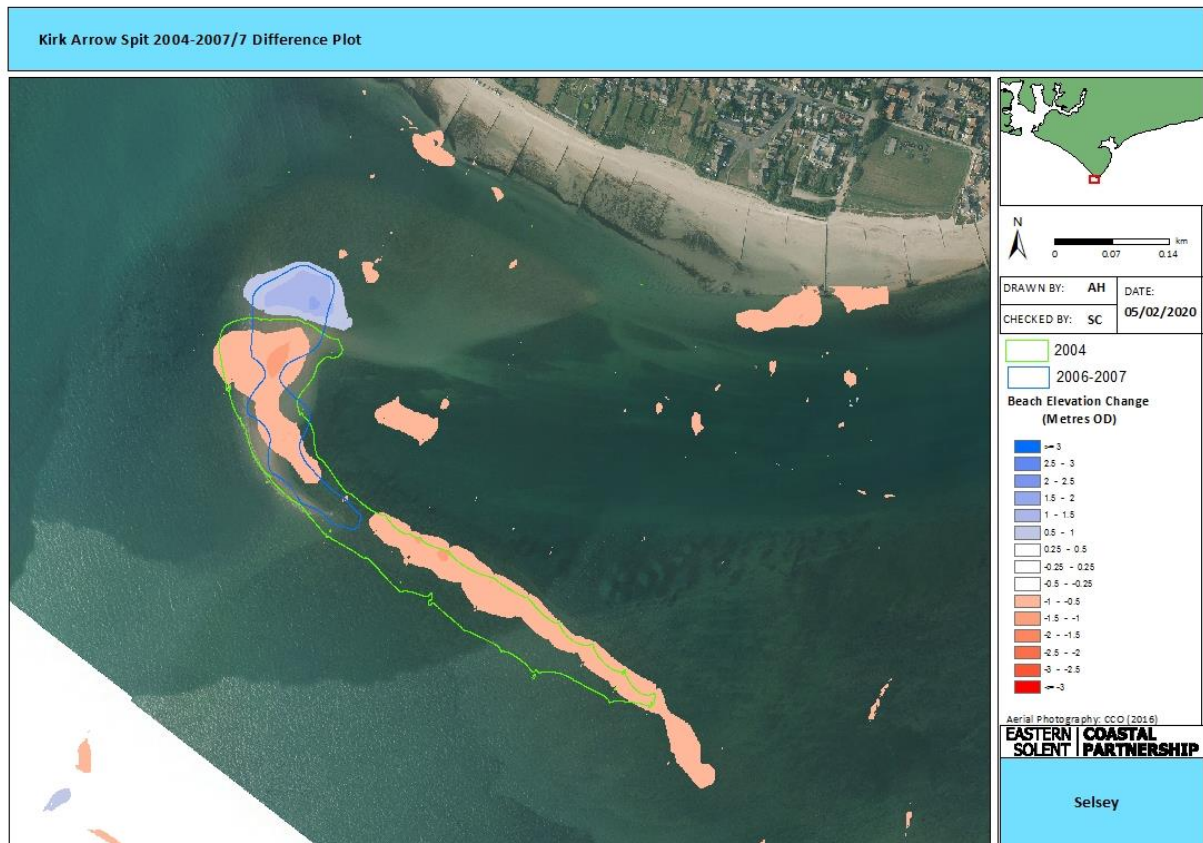 Kirk Arrow Spit 2004-2007/7 Difference Plot
N
km
0 0.07 0.14
DRAWN BY: AH
CHECKED BY: SC
DATE:
05/02/2020
2004
2006-2007
Beach Elevation Change
(Metres OD)
>= 3
2.5 - 3
2 - 2.5
1.5 - 2
1 - 1.5
0.5 - 1
0.25 - 0.5
-0.25 - 0.25
-0.5 - -0.25
-1 - -0.5
-1.5 - -1
-2 - -1.5
-2.5 - -2
-3 - -2.5
<= -3
Aerial Photography: CCO (2016)
EASTERN SOLENT | COASTAL PARTNERSHIP
Selsey